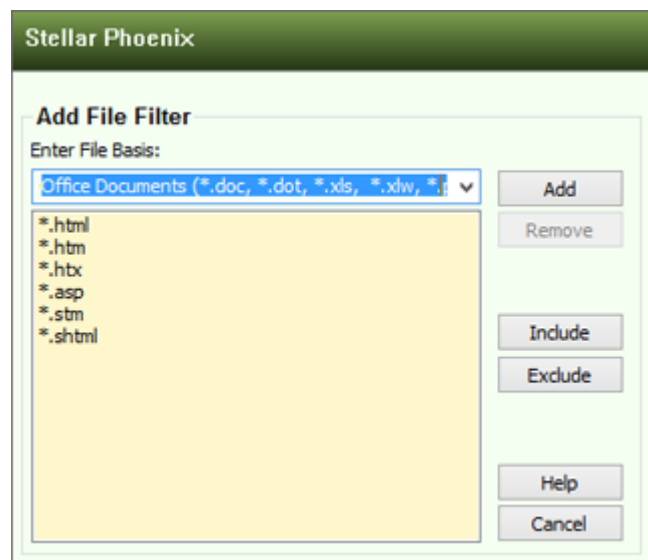 Stellar Phoenix
Add File Filter
Enter File Basis:
Office Documents (*.doc, *.dot, *.xls, *.xlw, *.
Add
*.html
Remove
*.htm
*.htx
*.asp
*.stm
*.shtml
Include
Exclude
Help
Cancel